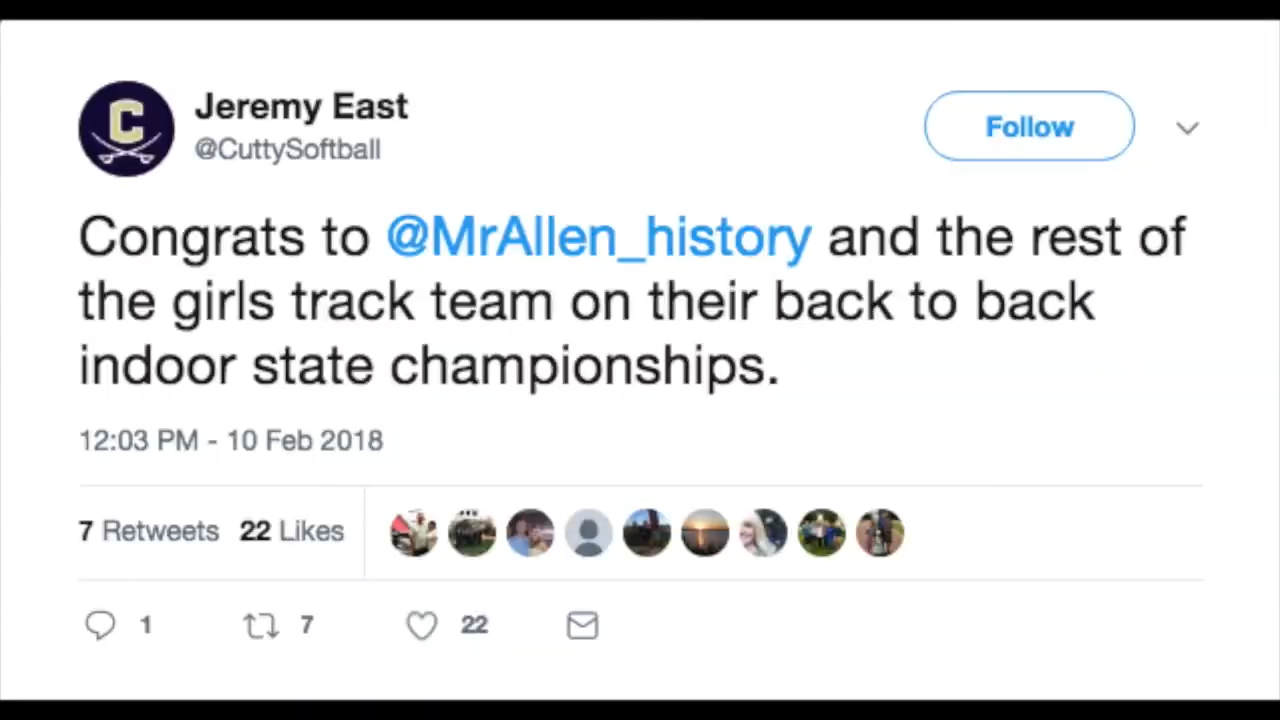 C
Jeremy East
@CuttySoftball
Follow
Congrats to @MrAllen_history and the rest of
the girls track team on their back to back
indoor state championships.
12:03 PM - 10 Feb 2018
7 Retweets 22 Likes
1 7 22